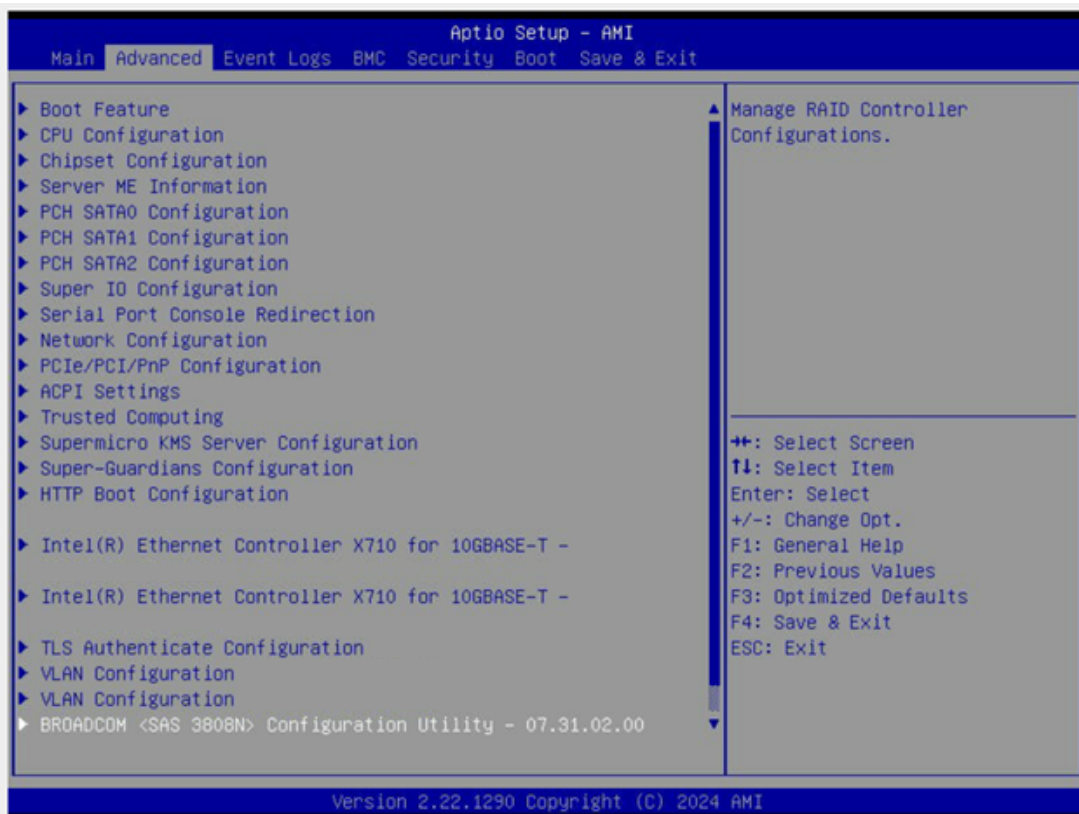 Aptio Setup - AMI
Main Advanced Event Logs BMC Security Boot Save & Exit
Boot Feature
CPU Configuration
Chipset Configuration
Server ME Information
PCH SATA0 Configuration
PCH SATA1 Configuration
PCH SATA2 Configuration
Super IO Configuration
Serial Port Console Redirection
Network Configuration
PCIe/PCI/PnP Configuration
ACPI Settings
Trusted Computing
Supermicro KMS Server Configuration
Super-Guardians Configuration
HTTP Boot Configuration
Intel(R) Ethernet Controller X710 for 10GBASE-T -
Intel(R) Ethernet Controller X710 for 10GBASE-T -
TLS Authenticate Configuration
VLAN Configuration
VLAN Configuration
BROADCOM <SAS 3808N> Configuration Utility - 07.31.02.00
Manage RAID Controller
Configurations.
→←: Select Screen
↑↓: Select Item
Enter: Select
+/-: Change Opt.
F1: General Help
F2: Previous Values
F3: Optimized Defaults
F4: Save & Exit
ESC: Exit
Version 2.22.1290 Copyright (C) 2024 AMI